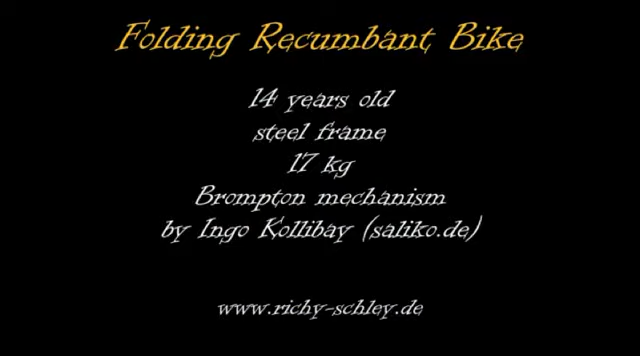 Folding Recumbant Bike
14 years old
steel frame
17 kg
Brompton mechanism
by Ingo Kollibay (saliko.de)
www.richy-schley.de